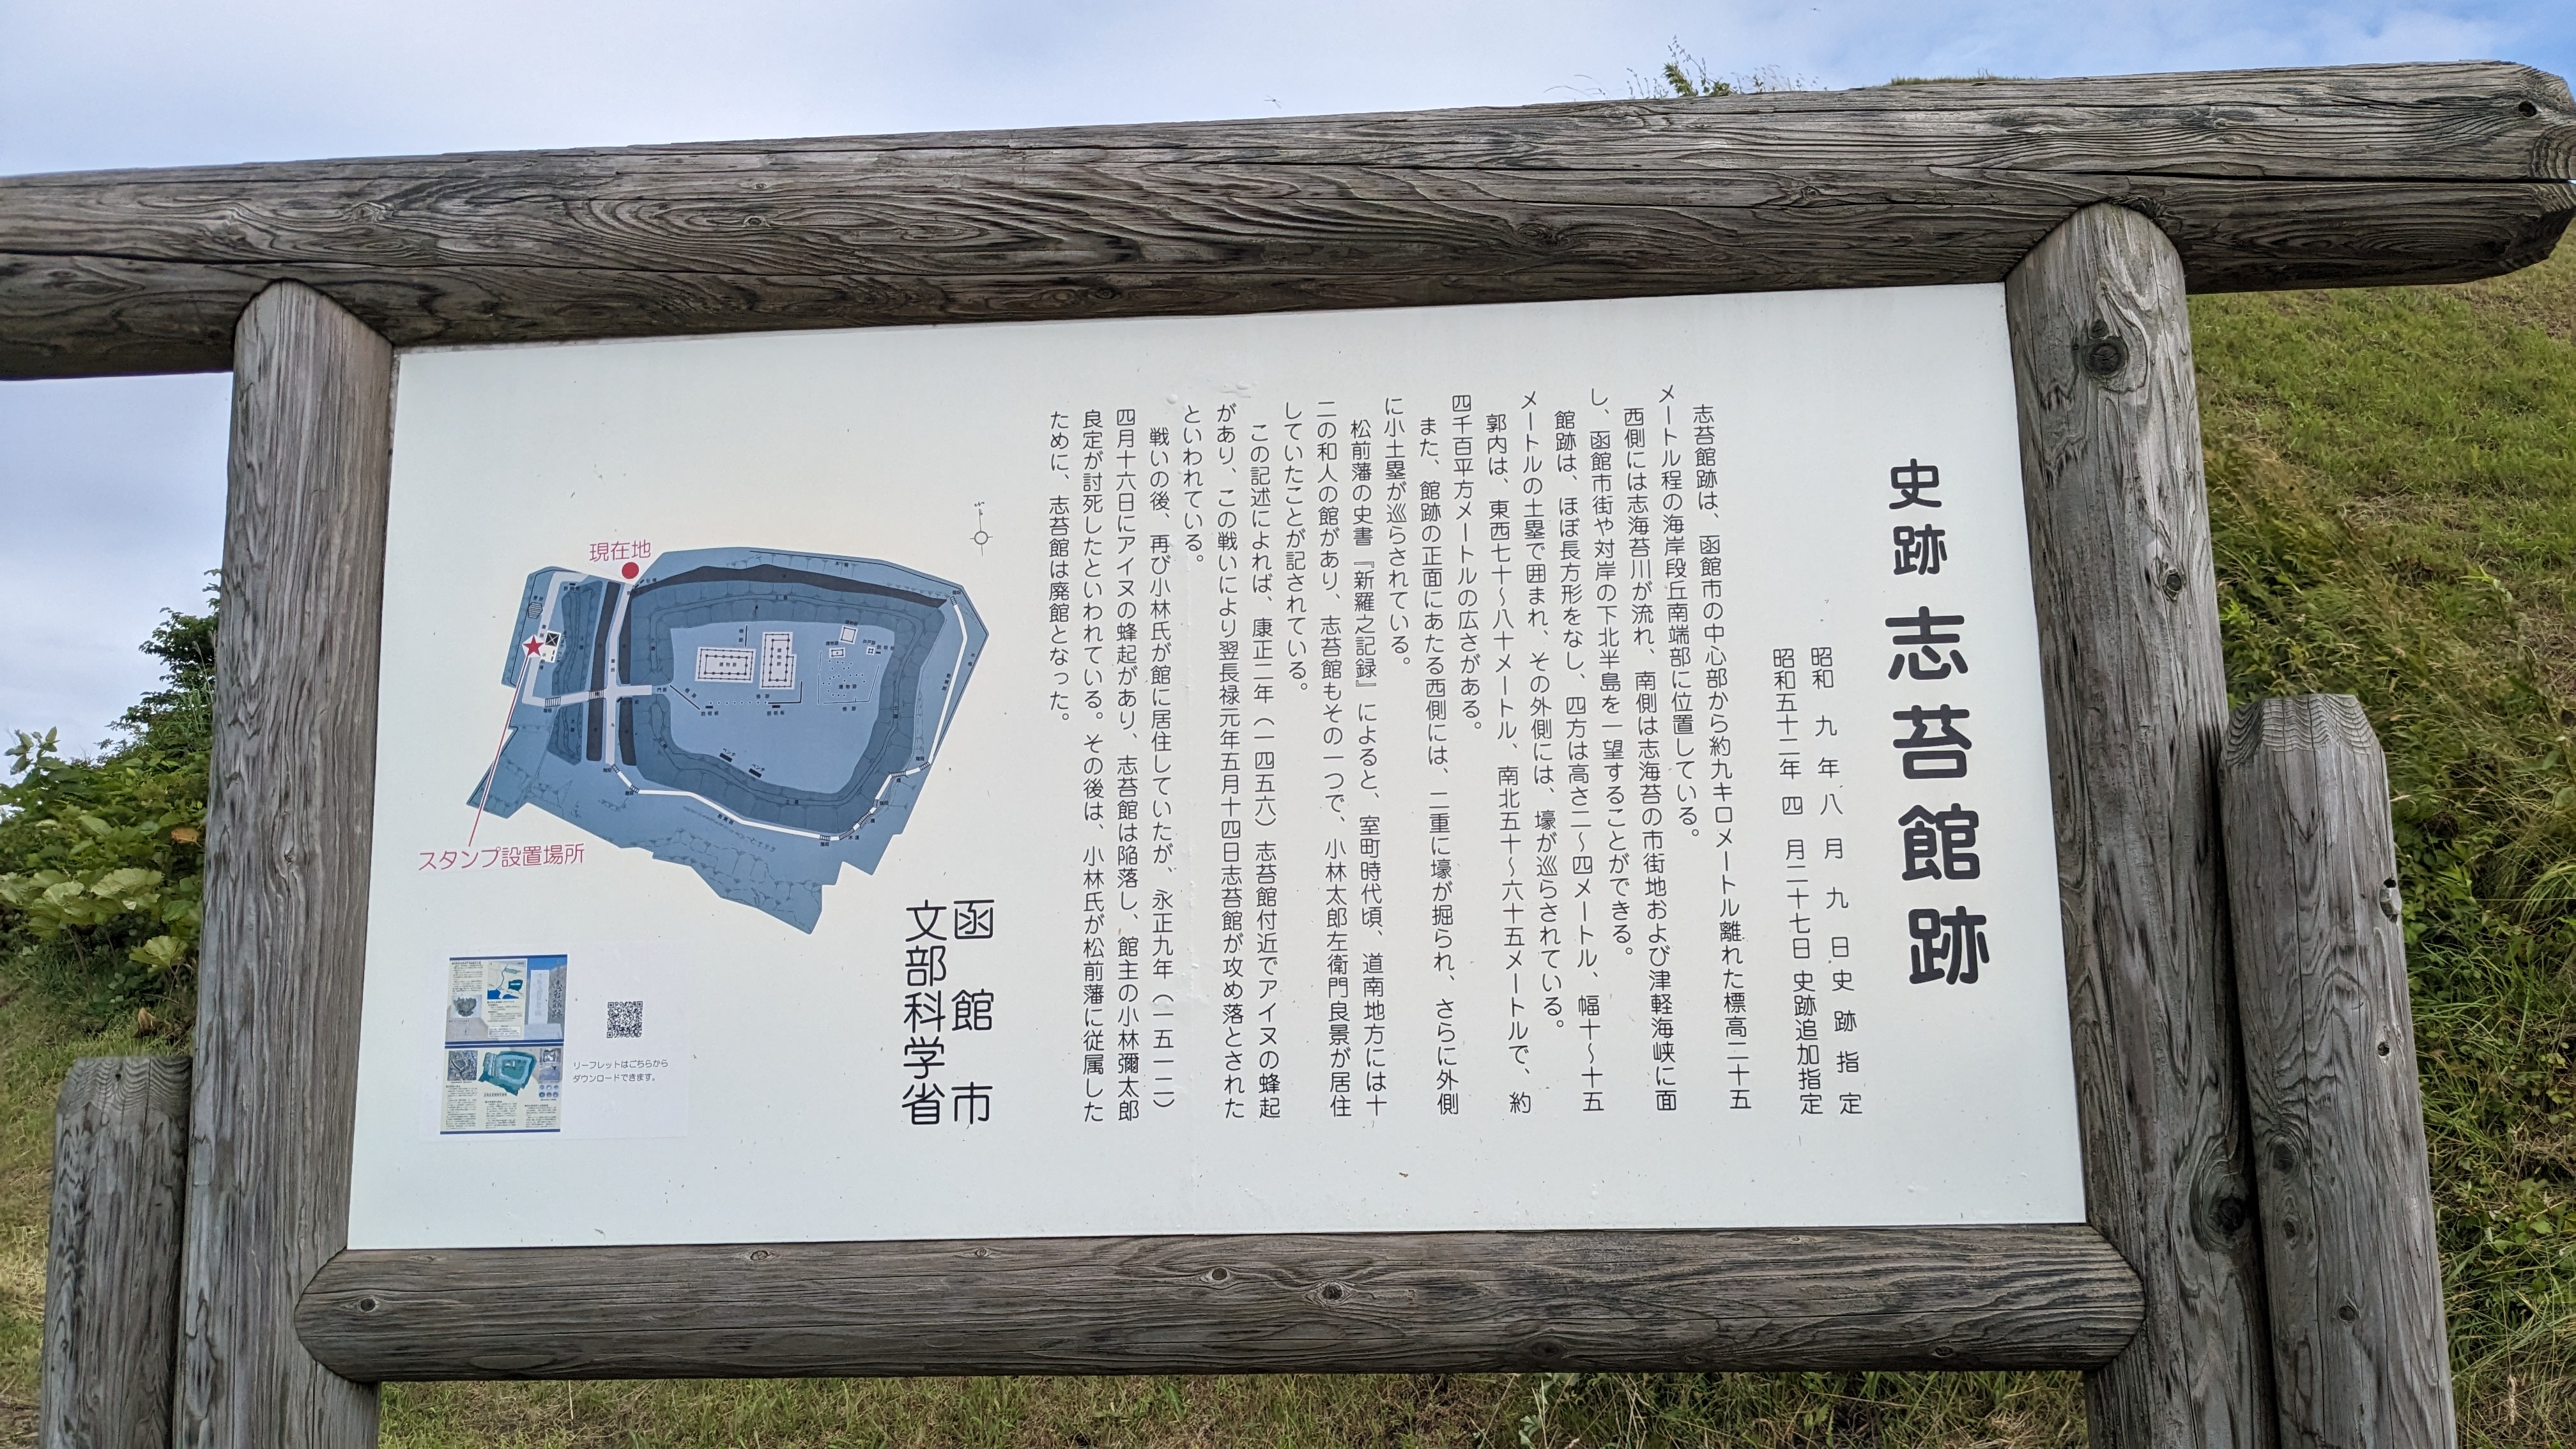 史跡 志苔館跡
昭和 九 年 八 月 九 日 史 跡 指 定
昭和五十二年 四 月二十七日 史跡追加指定
志苔館跡は、函館市の中心部から約九キロメートル離れた標高二十五
メートル程の海岸段丘南端部に位置している。
西側には志海苔川が流れ、南側は志海苔の市街地および津軽海峡に面
し、函館市街や対岸の下北半島を一望することができる。
館跡は、ほぼ長方形をなし、四方は高さ二〜四メートル、幅十〜十五
メートルの土塁で囲まれ、その外側には、壕が巡らされている。
郭内は、東西七十〜八十メートル、南北五十〜六十五メートルで、約
四千百平方メートルの広さがある。
また、館跡の正面にあたる西側には、二重に壕が掘られ、さらに外側
に小土塁が巡らされている。
松前藩の史書『新羅之記録』によると、室町時代頃、道南地方には十
二の和人の館があり、志苔館もその一つで、小林太郎左衛門良景が居住
していたことが記されている。
この記述によれば、康正二年（一四五六）志苔館付近でアイヌの蜂起
があり、この戦いにより翌長禄元年五月十四日志苔館が攻め落とされた
といわれている。
戦いの後、再び小林氏が館に居住していたが、永正九年（一五一二）
四月十六日にアイヌの蜂起があり、志苔館は陥落し、館主の小林彌太郎
良定が討死したといわれている。その後は、小林氏が松前藩に従属した
ために、志苔館は廃館となった。
函館市
文部科学省
現在地
スタンプ設置場所
リーフレットはこちらから
ダウンロードできます。